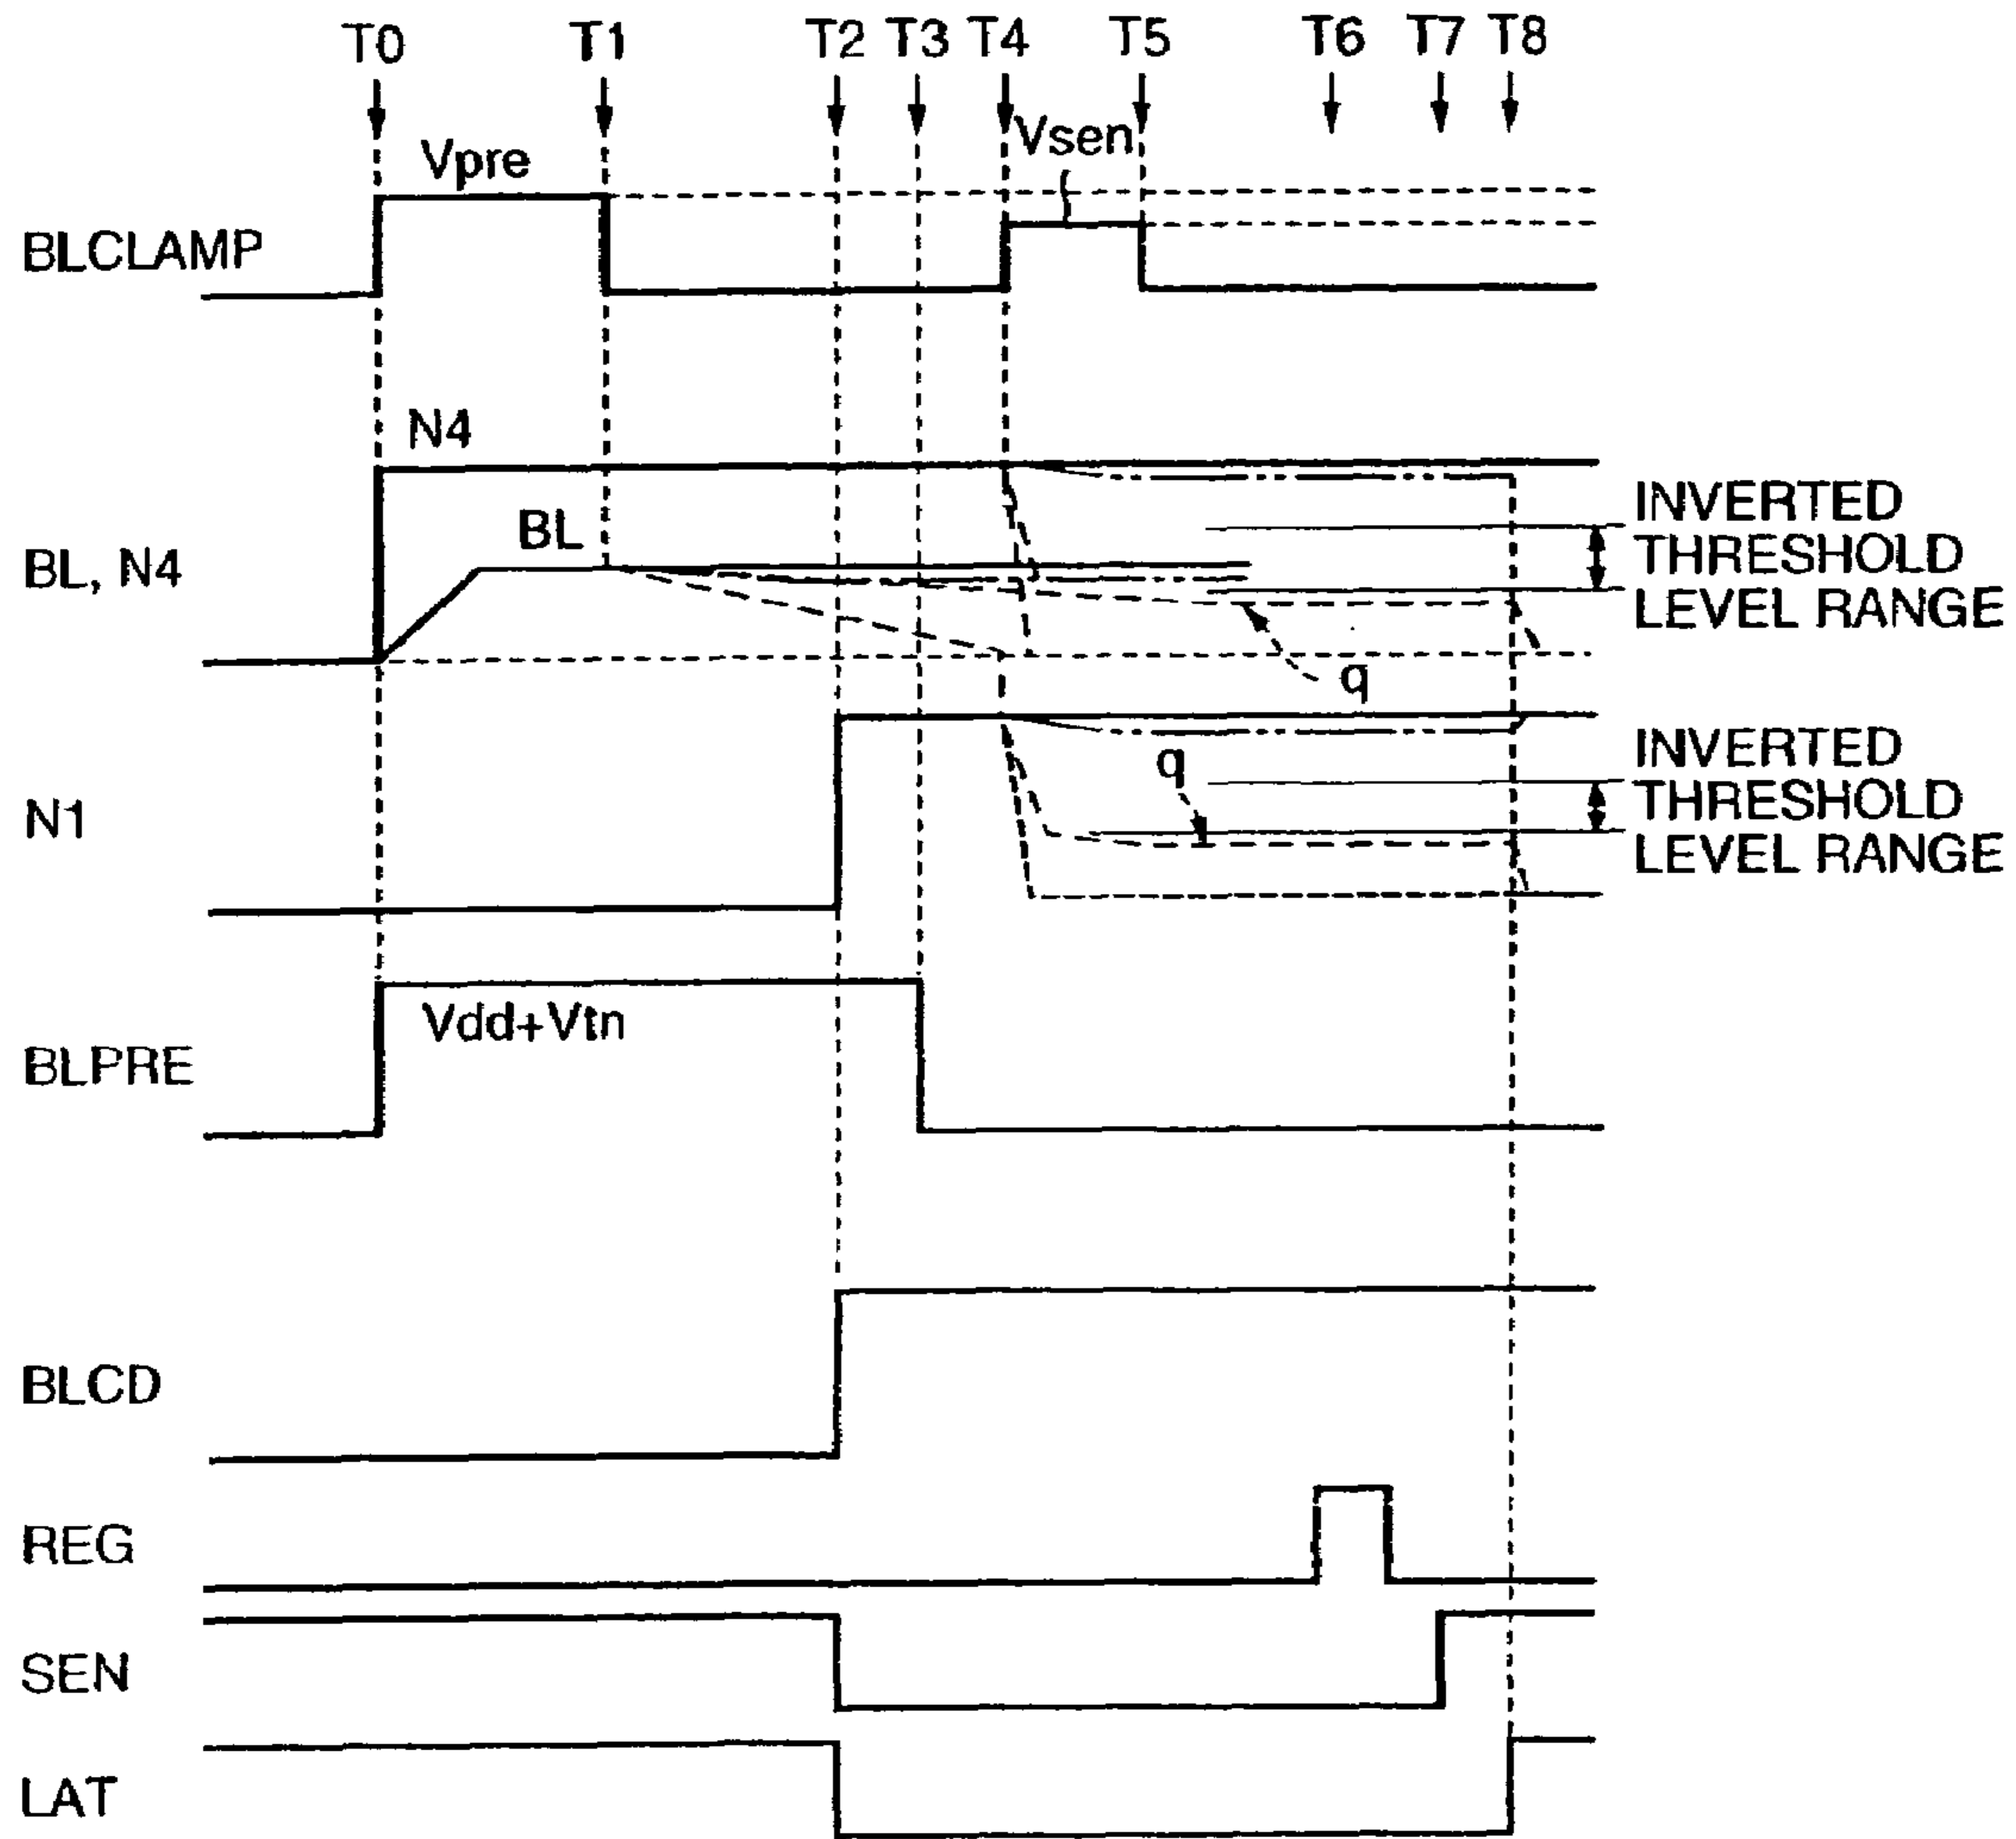 T0 T1 T2 T3 T4 T5 T6 T7 T8
Vpre
Vsen
BLCLAMP
N4
BL
BL, N4
INVERTED
THRESHOLD
LEVEL RANGE
q
N1
q
INVERTED
THRESHOLD
LEVEL RANGE
Vdd+Vtn
BLPRE
BLCD
REG
SEN
LAT